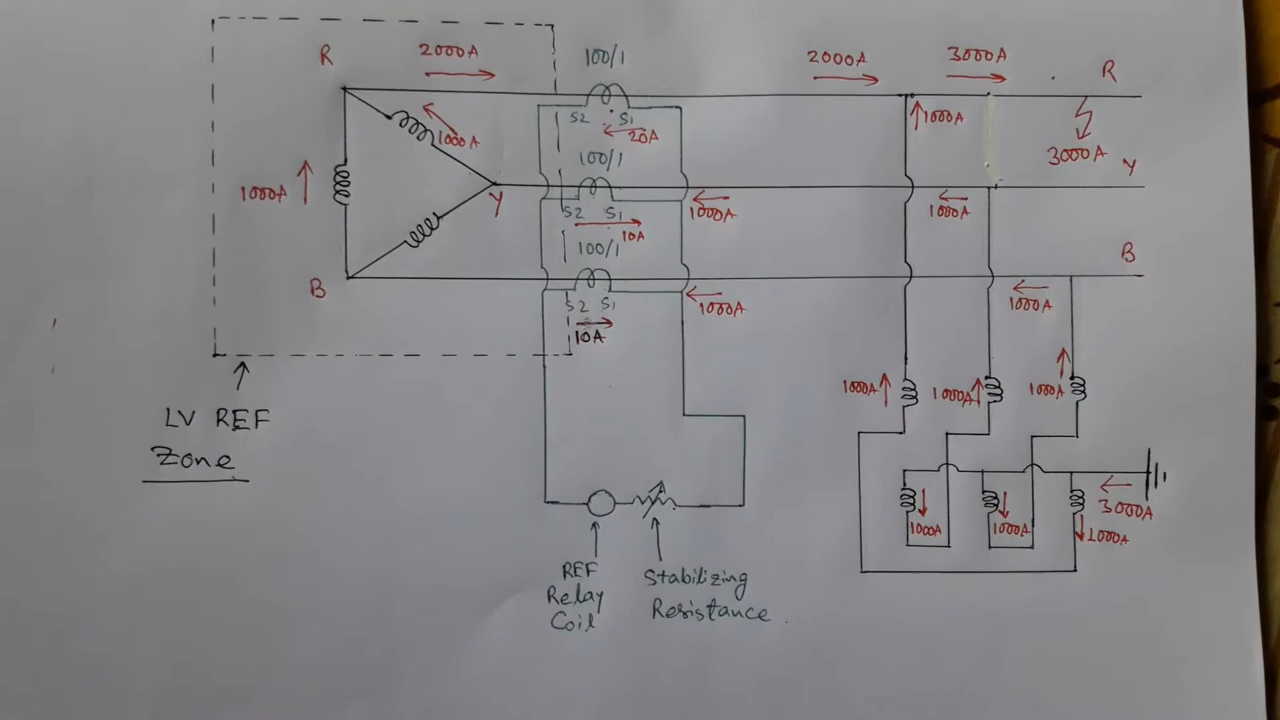 R
2000A
100/1
2000A
3000A
R
S2
S1
20A
1000A
1000A
3000A
100/1
Y
1000A
Y
S2
S1
10A
1000A
1000A
100/1
B
B
S2
S1
10A
1000A
1000A
1000A
1000A
1000A
LV REF
Zone
3000A
1000A
1000A
1000A
REF
Relay
Coil
Stabilizing
Resistance.